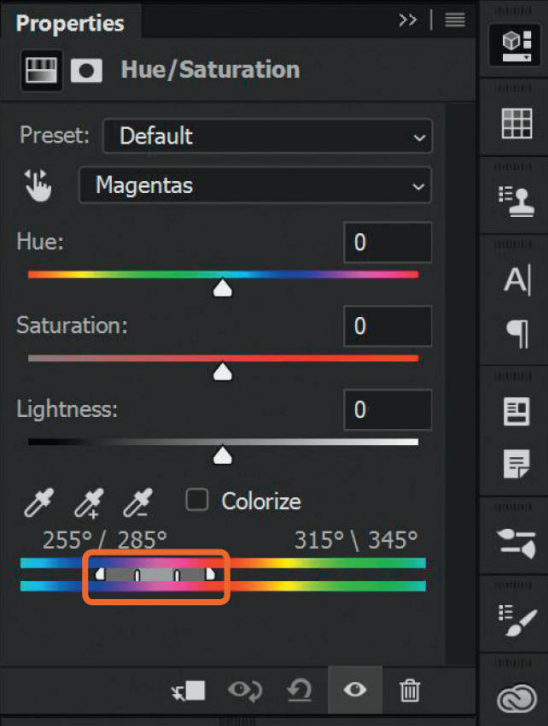 Properties
Hue/Saturation
Preset: Default
Magentas
Hue: 0
Saturation: 0
Lightness: 0
Colorize
255° / 285° 315° \ 345°